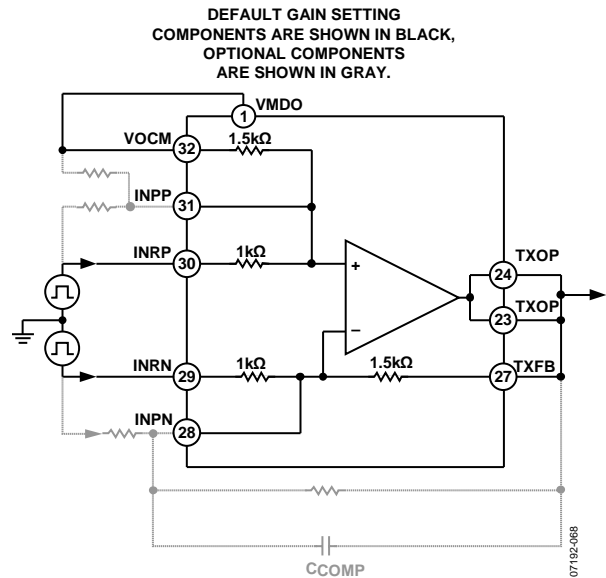 DEFAULT GAIN SETTING
COMPONENTS ARE SHOWN IN BLACK,
OPTIONAL COMPONENTS
ARE SHOWN IN GRAY.
VMDO
1
VOCM
32
1.5kΩ
INPP
31
INRP
30
1kΩ
+
TXOP
24
TXOP
23
–
INRN
29
1kΩ
1.5kΩ
TXFB
27
INPN
28
CCOMP
07192-068